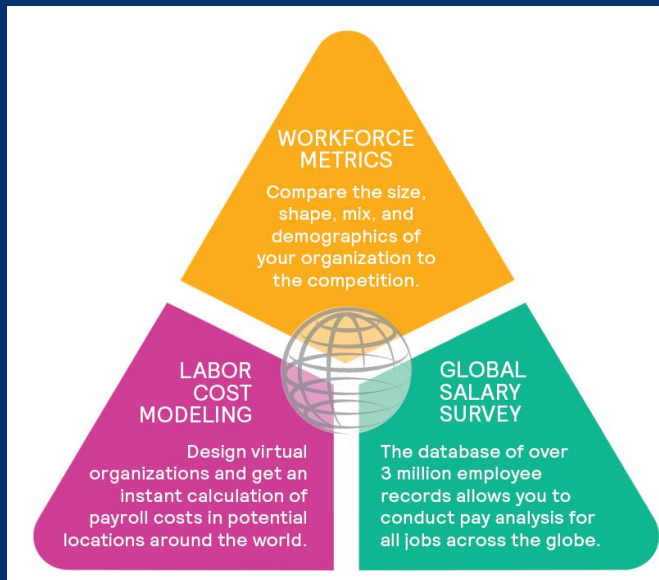 WORKFORCE
METRICS
Compare the size,
shape, mix, and
demographics of
your organization to
the competition.
LABOR
COST
MODELING
Design virtual
organizations and get an
instant calculation of
payroll costs in potential
locations around the world.
GLOBAL
SALARY
SURVEY
The database of over
3 million employee
records allows you to
conduct pay analysis for
all jobs across the globe.